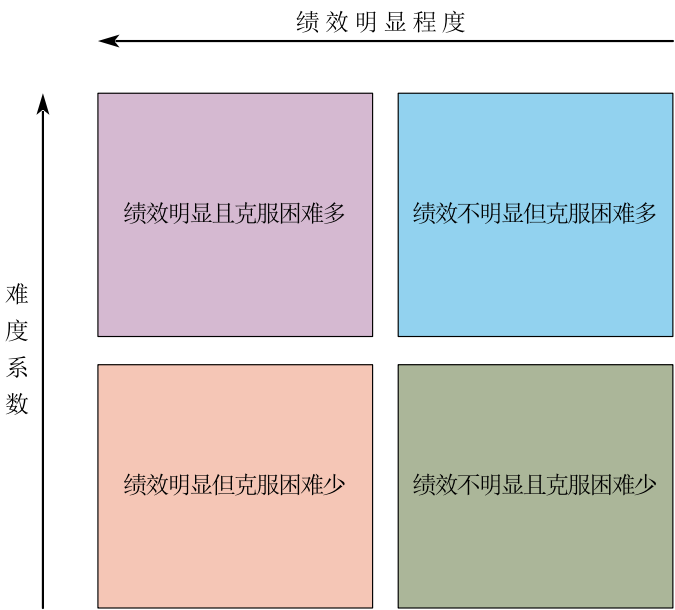 绩效明显程度
绩效明显且克服困难多
绩效不明显但克服困难多
难度系数
绩效明显但克服困难少
绩效不明显且克服困难少